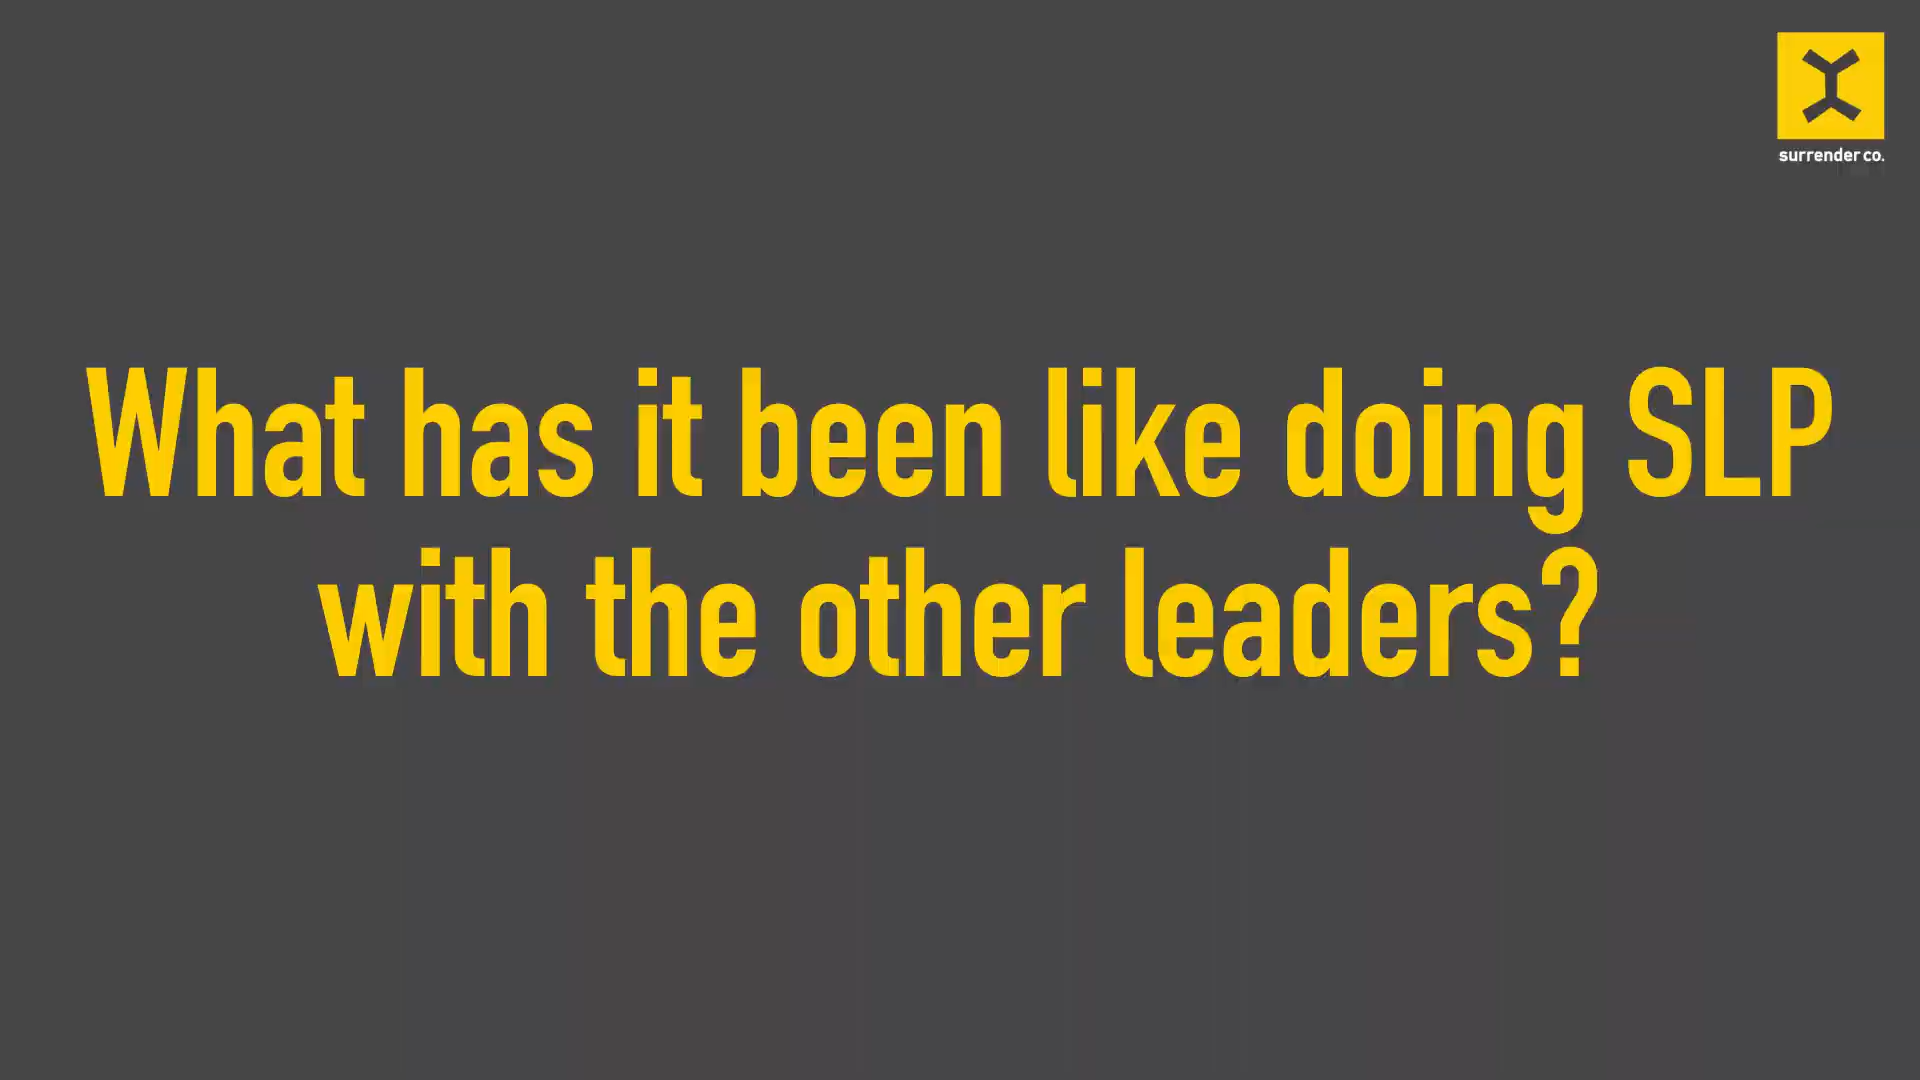 surrender co.
What has it been like doing SLP
with the other leaders?